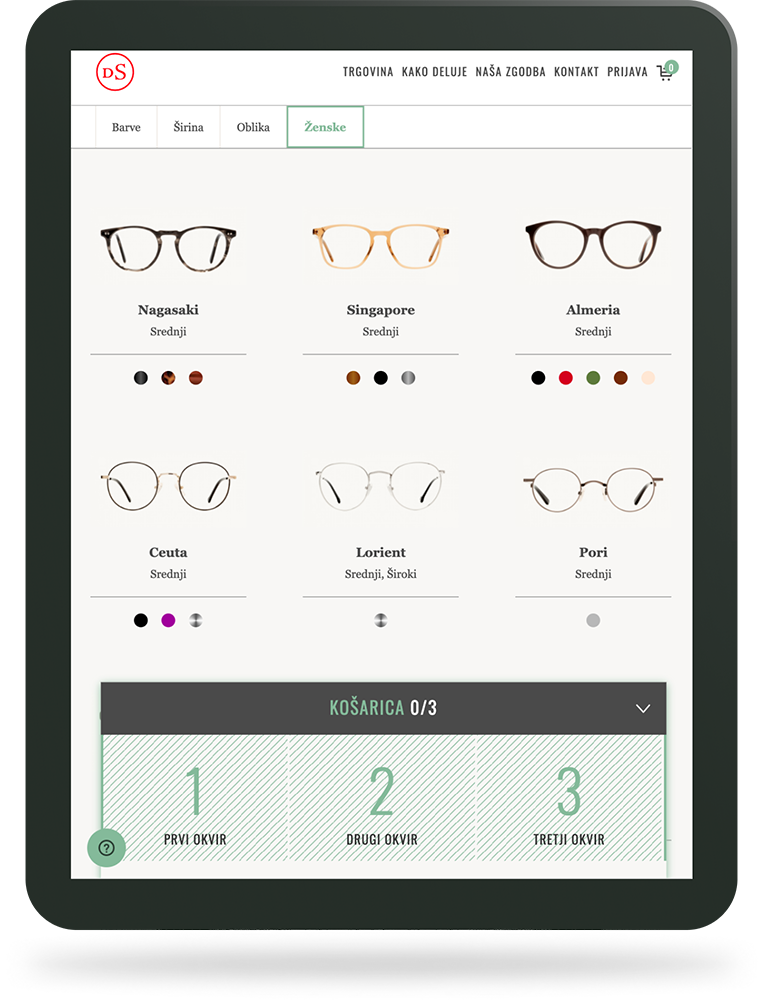 DS
TRGOVINA KAKO DELUJE NAŠA ZGODBA KONTAKT PRIJAVA 0
Barve Širina Oblika Ženske
Nagasaki Singapore Almeria
Srednji Srednji Srednji
Ceuta Lorient Pori
Srednji Srednji, Široki Srednji
KOŠARICA 0/3
1 2 3
PRVI OKVIR DRUGI OKVIR TRETJI OKVIR
?